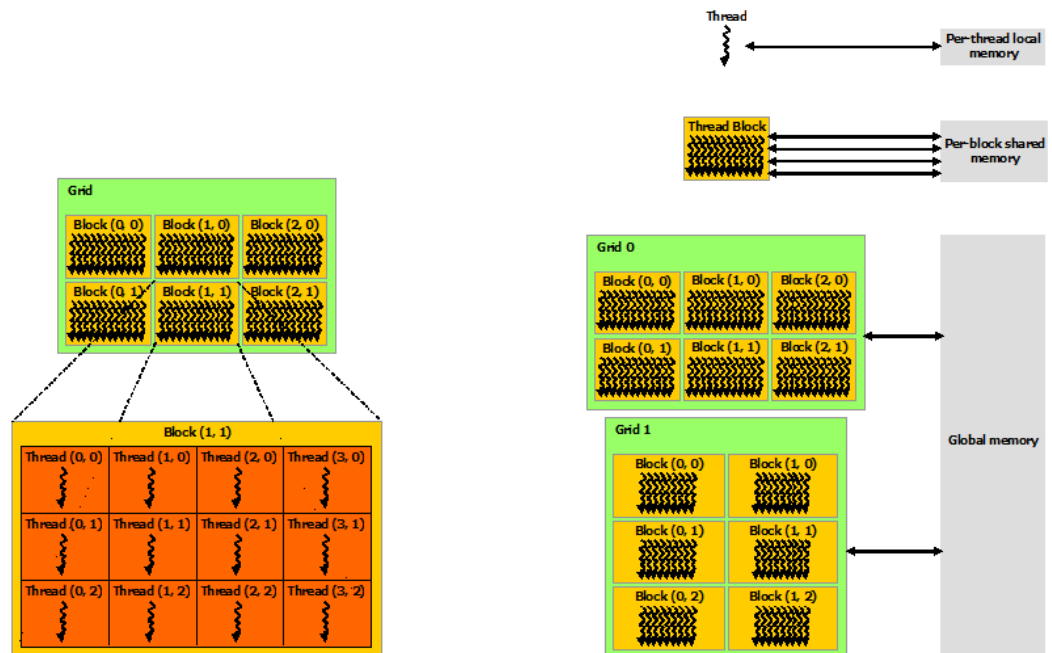 Grid
Block (0, 0) Block (1, 0) Block (2, 0)
Block (0, 1) Block (1, 1) Block (2, 1)
Block (1, 1)
Thread (0, 0) Thread (1, 0) Thread (2, 0) Thread (3, 0)
Thread (0, 1) Thread (1, 1) Thread (2, 1) Thread (3, 1)
Thread (0, 2) Thread (1, 2) Thread (2, 2) Thread (3, 2)
Thread
Per-thread local
memory
Thread Block
Per-block shared
memory
Grid 0
Block (0, 0) Block (1, 0) Block (2, 0)
Block (0, 1) Block (1, 1) Block (2, 1)
Grid 1
Block (0, 0) Block (1, 0)
Block (0, 1) Block (1, 1)
Block (0, 2) Block (1, 2)
Global memory